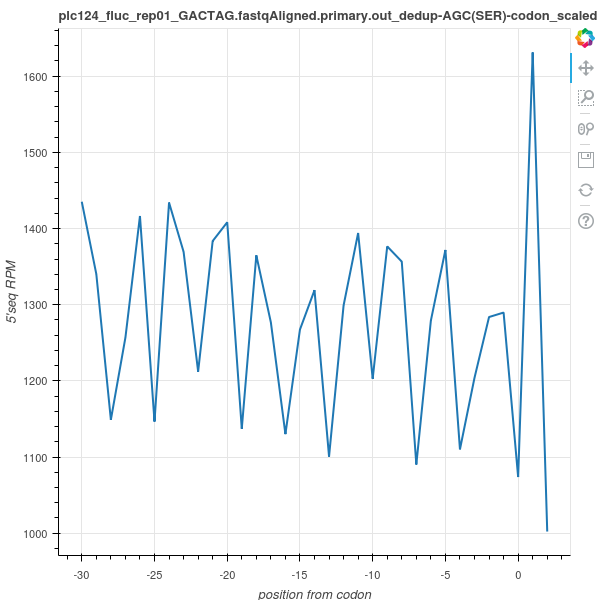 plc124_fluc_rep01_GACTAG.fastqAligned.primary.out_dedup-AGC(SER)-codon_scaled
1600
1500
1400
1300
1200
1100
1000
5'seq RPM
-30 -25 -20 -15 -10 -5 0
position from codon